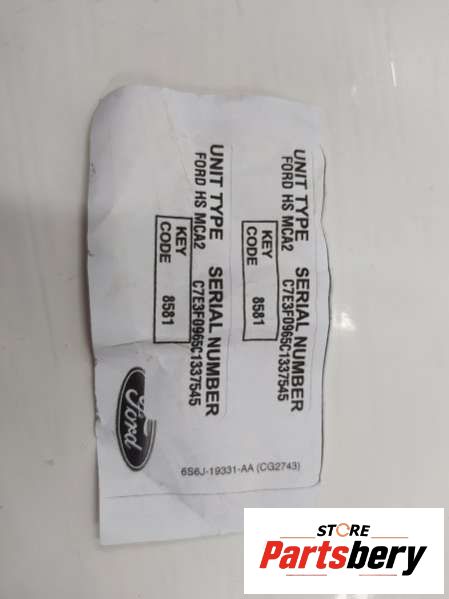 UNIT TYPE SERIAL NUMBER
FORD HS MCA2 C7E3F0965C1337545
KEY CODE 8581
UNIT TYPE SERIAL NUMBER
FORD HS MCA2 C7E3F0965C1337545
KEY CODE 8581
Ford
6S6J-19331-AA (CG2743)
STORE
Partsbery